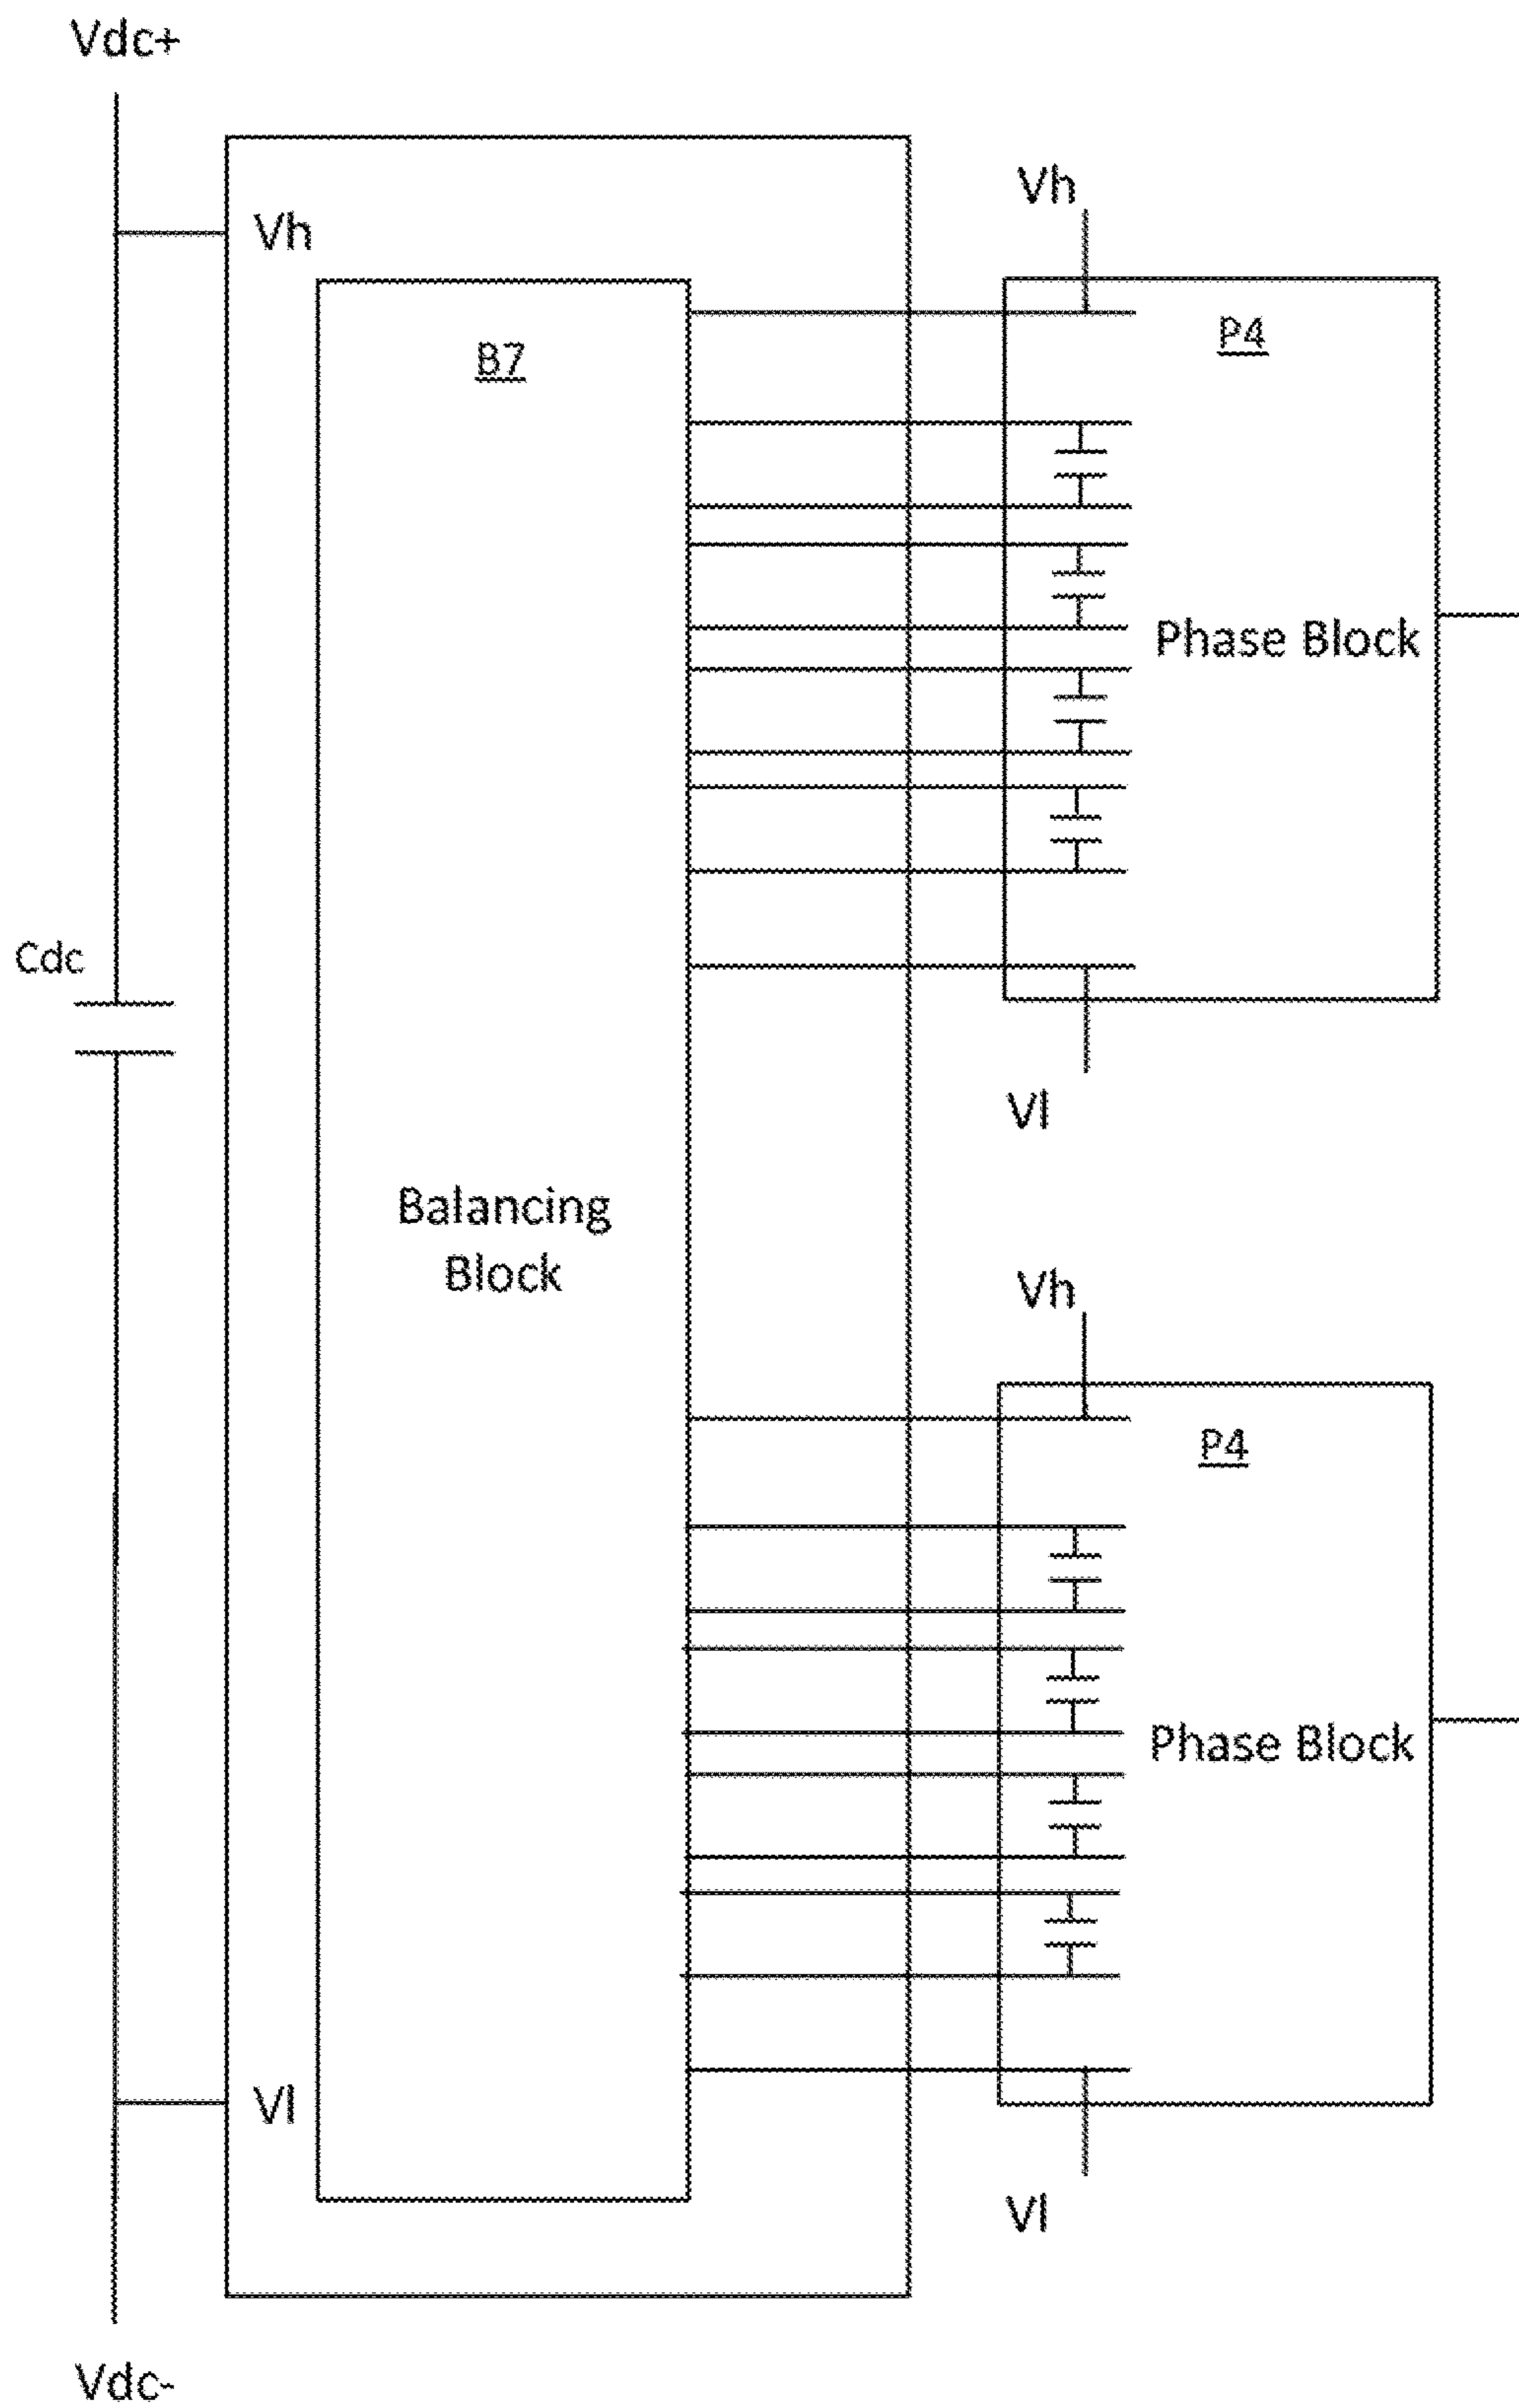 Vdc+
Vh
Vh
B7
P4
Phase Block
Cdc
Vl
Balancing
Block
Vh
P4
Phase Block
Vl
Vl
Vdc-